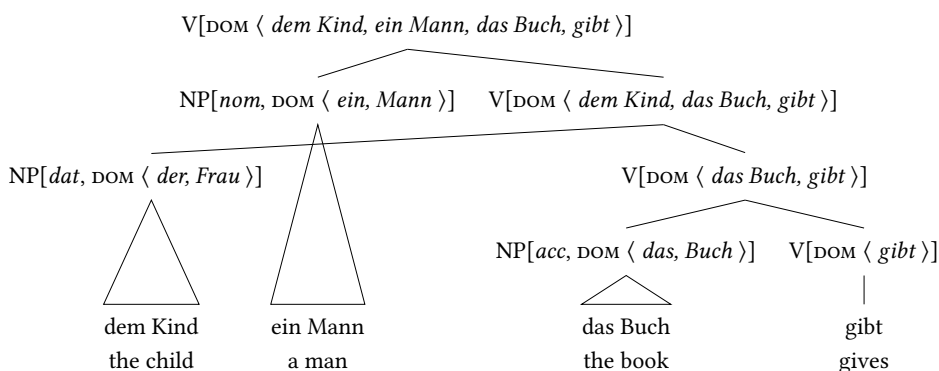 V[DOM ⟨ dem Kind, ein Mann, das Buch, gibt ⟩]
NP[nom, DOM ⟨ ein, Mann ⟩] V[DOM ⟨ dem Kind, das Buch, gibt ⟩]
NP[dat, DOM ⟨ der, Frau ⟩] V[DOM ⟨ das Buch, gibt ⟩]
NP[acc, DOM ⟨ das, Buch ⟩] V[DOM ⟨ gibt ⟩]
dem Kind ein Mann das Buch gibt
the child a man the book gives